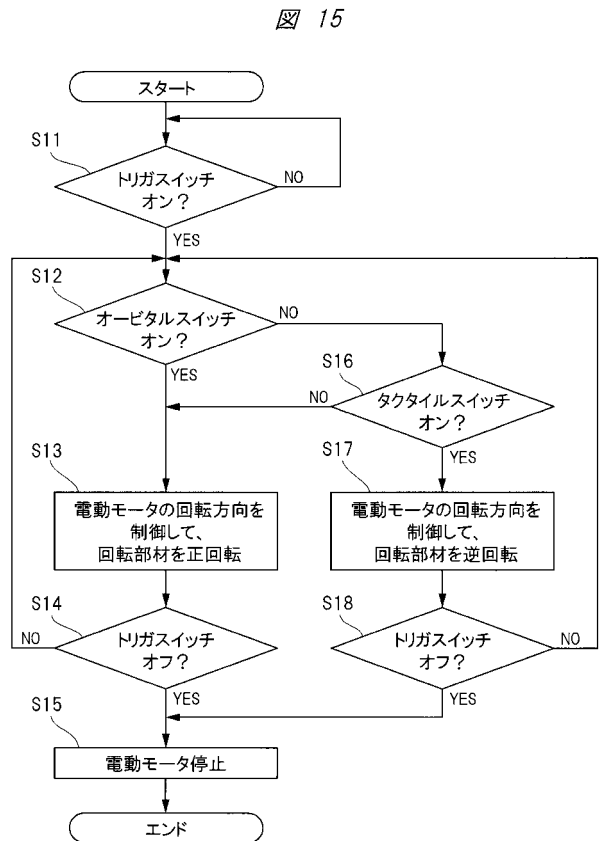 図 15
スタート
S11
トリガスイッチ
オン？
NO
YES
S12
オービタルスイッチ
オン？
NO
YES
S16
タクタイルスイッチ
オン？
NO
YES
S13
電動モータの回転方向を
制御して、
回転部材を正回転
S17
電動モータの回転方向を
制御して、
回転部材を逆回転
S14
トリガスイッチ
オフ？
NO
YES
S18
トリガスイッチ
オフ？
NO
YES
S15
電動モータ停止
エンド